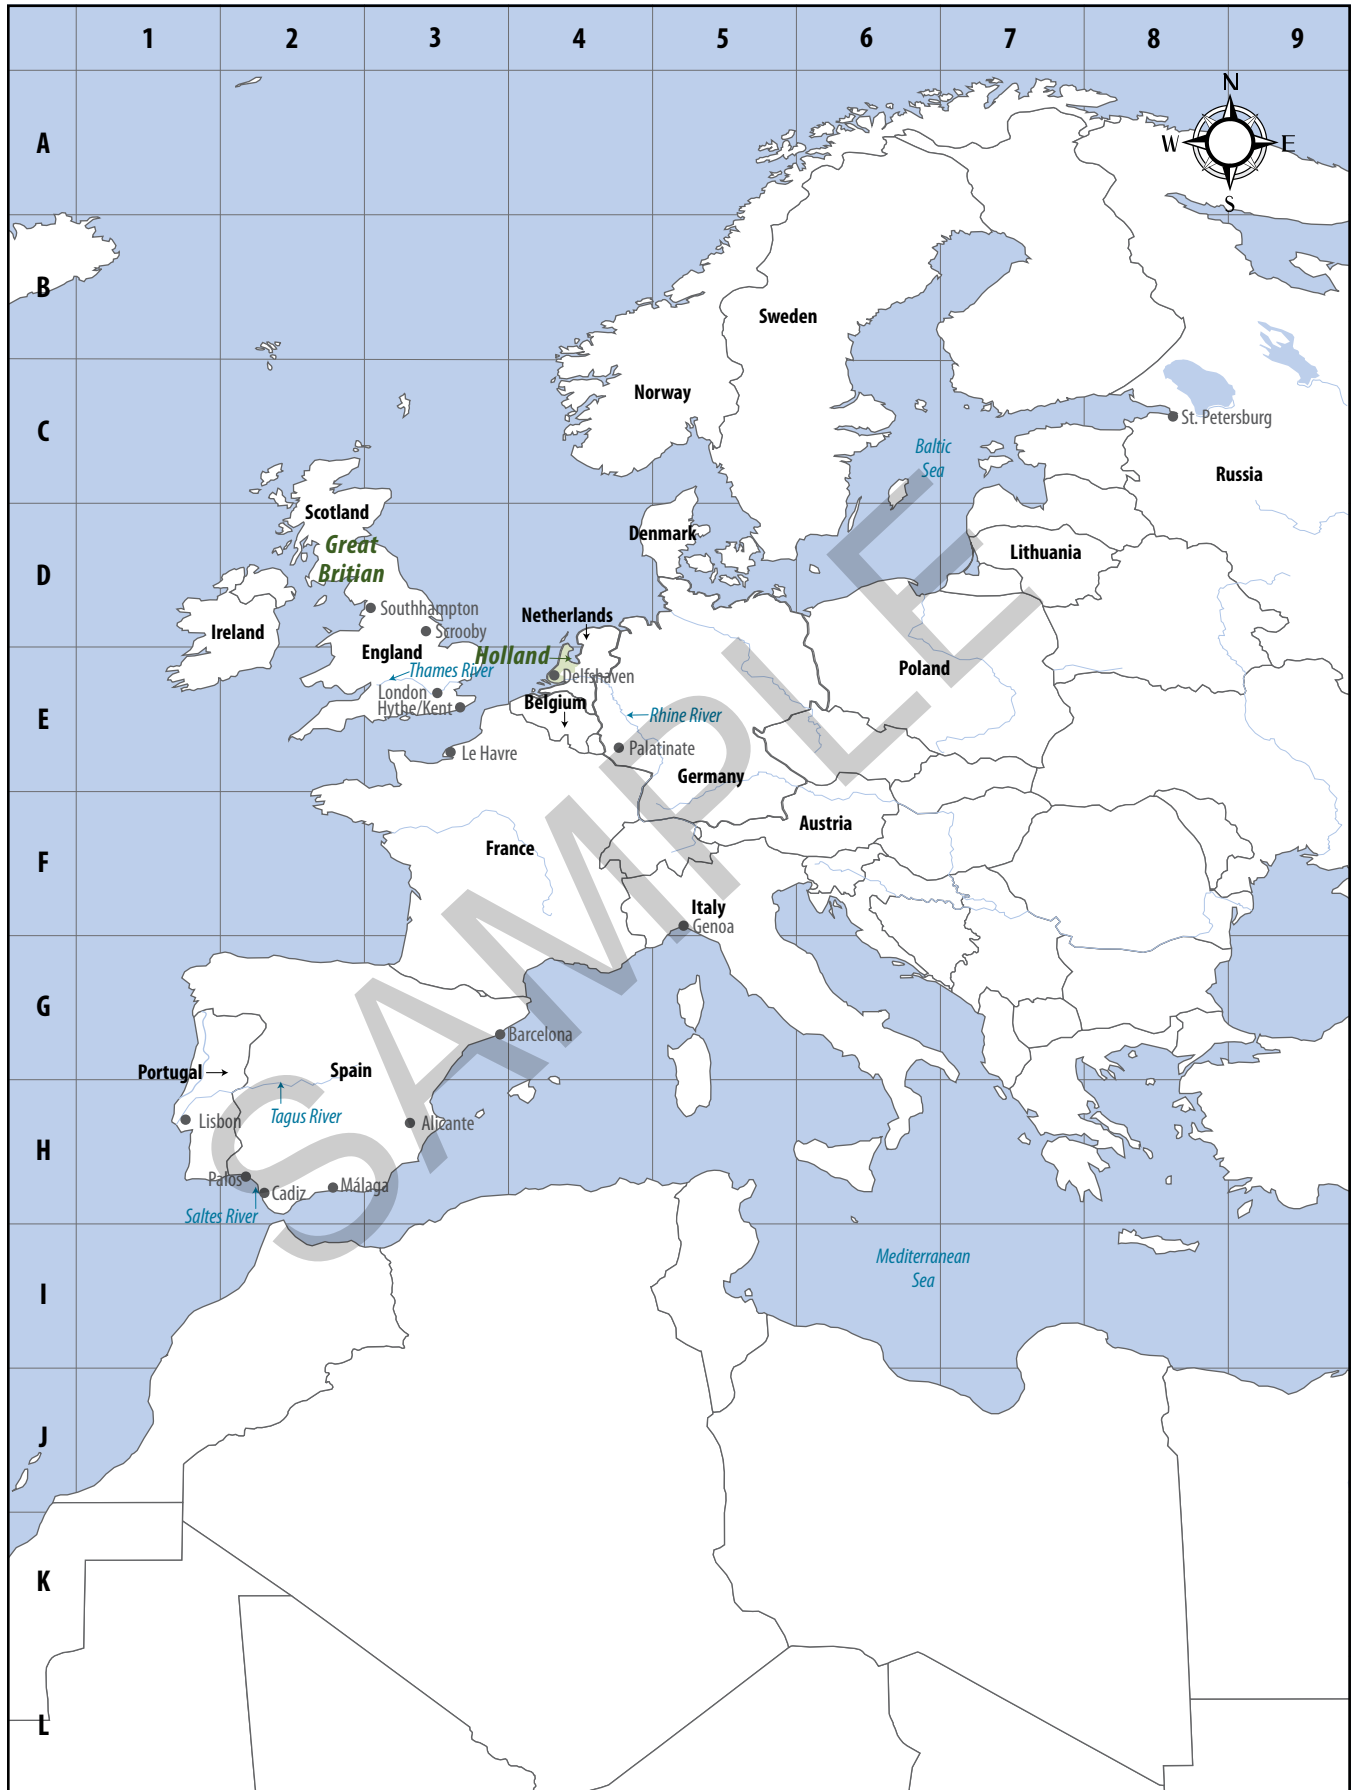 1 2 3 4 5 6 7 8 9
N
A
W E
S
B
Sweden
Norway
C
St. Petersburg
Baltic
Sea
Russia
Scotland
Denmark
Great
Britian
Lithuania
D
Southhampton
Netherlands
Scrooby
Ireland
England
Holland
Thames River
Poland
Delfshaven
London
Belgium
Hythe/Kent
E
Rhine River
Le Havre
Palatinate
Germany
Austria
France
F
Italy
Genoa
G
Barcelona
Portugal
Spain
Tagus River
Lisbon
Alicante
H
Palos
Cadiz
Málaga
Saltes River
Mediterranean
Sea
I
J
K
L
SAMPLE